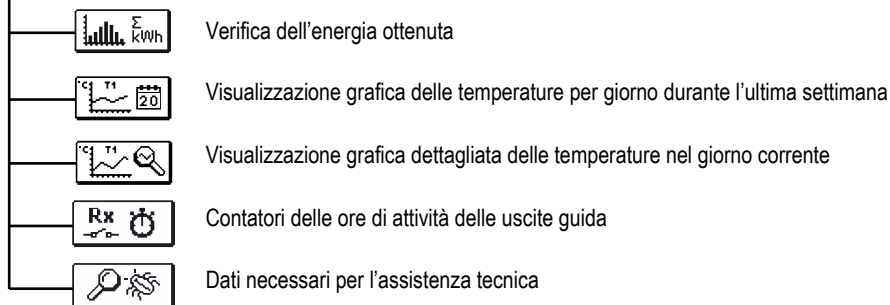 Σ kWh Verifica dell'energia ottenuta
°C T1 20 Visualizzazione grafica delle temperature per giorno durante l'ultima settimana
°C T1 Visualizzazione grafica dettagliata delle temperature nel giorno corrente
Rx Contatori delle ore di attività delle uscite guida
Dati necessari per l'assistenza tecnica